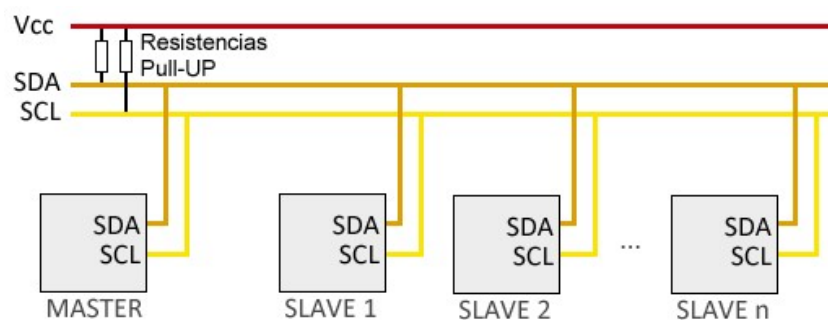 Vcc
Resistencias
Pull-UP
SDA
SCL
SDA
SCL
MASTER
SDA
SCL
SLAVE 1
SDA
SCL
SLAVE 2
...
SDA
SCL
SLAVE n